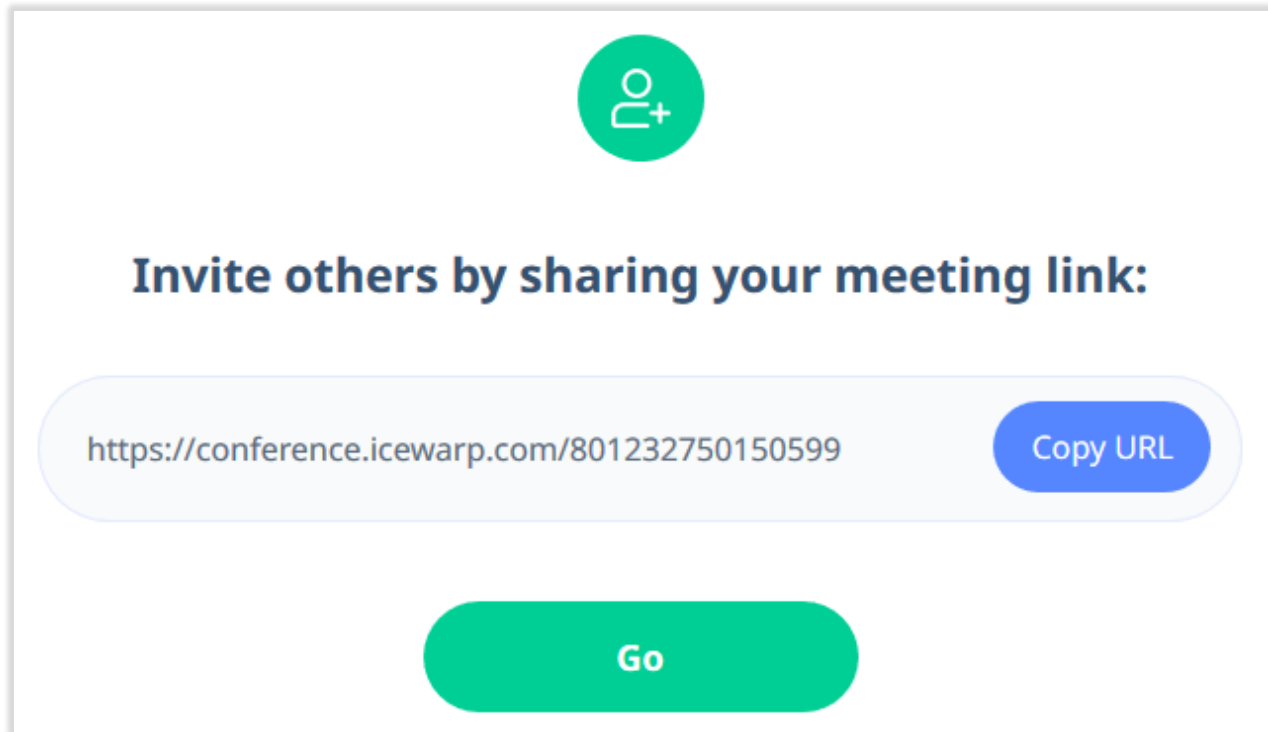 Invite others by sharing your meeting link:
https://conference.icewarp.com/801232750150599
Copy URL
Go